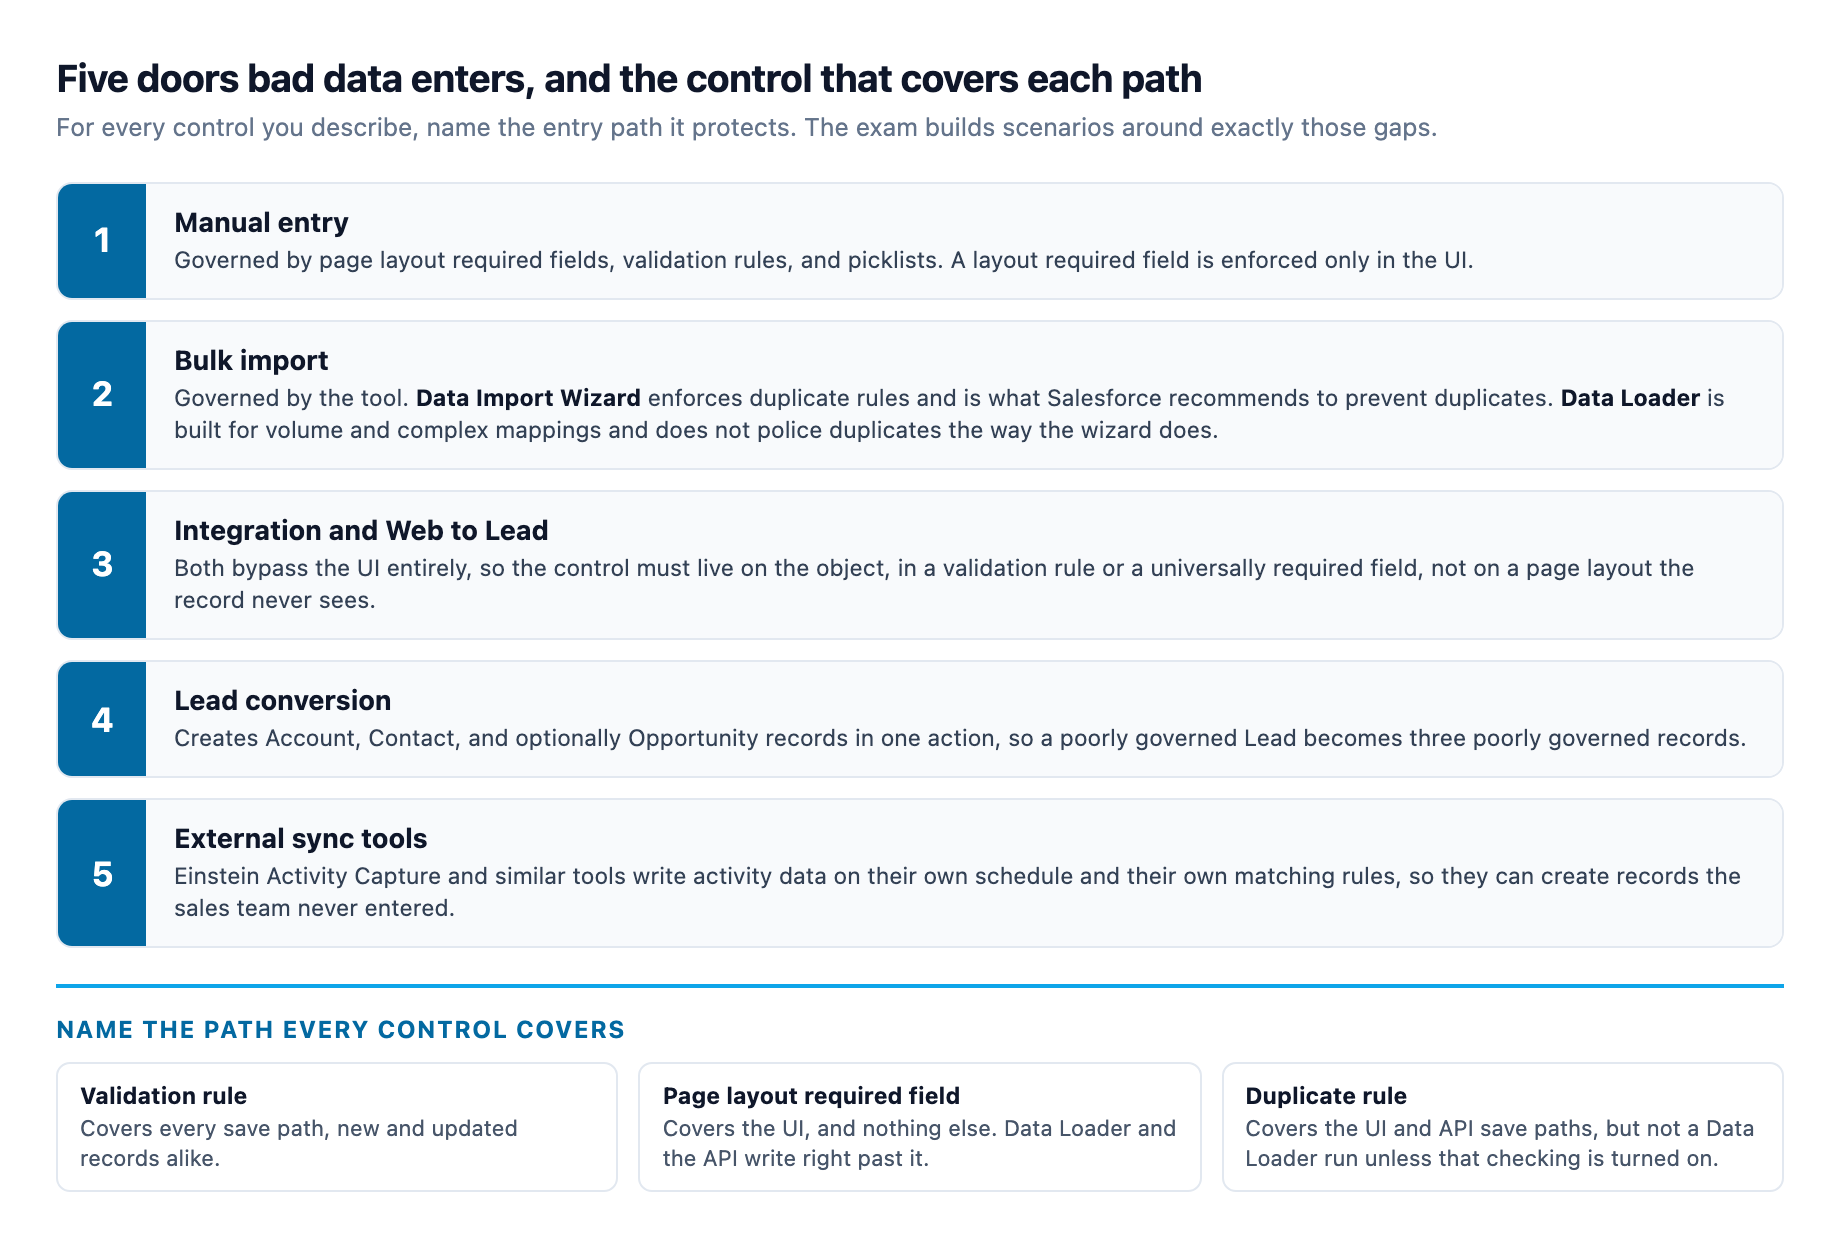 Five doors bad data enters, and the control that covers each path
For every control you describe, name the entry path it protects. The exam builds scenarios around exactly those gaps.
1
Manual entry
Governed by page layout required fields, validation rules, and picklists. A layout required field is enforced only in the UI.
2
Bulk import
Governed by the tool. Data Import Wizard enforces duplicate rules and is what Salesforce recommends to prevent duplicates. Data Loader is
built for volume and complex mappings and does not police duplicates the way the wizard does.
3
Integration and Web to Lead
Both bypass the UI entirely, so the control must live on the object, in a validation rule or a universally required field, not on a page layout the
record never sees.
4
Lead conversion
Creates Account, Contact, and optionally Opportunity records in one action, so a poorly governed Lead becomes three poorly governed records.
5
External sync tools
Einstein Activity Capture and similar tools write activity data on their own schedule and their own matching rules, so they can create records the
sales team never entered.
NAME THE PATH EVERY CONTROL COVERS
Validation rule
Covers every save path, new and updated
records alike.
Page layout required field
Covers the UI, and nothing else. Data Loader and
the API write right past it.
Duplicate rule
Covers the UI and API save paths, but not a Data
Loader run unless that checking is turned on.